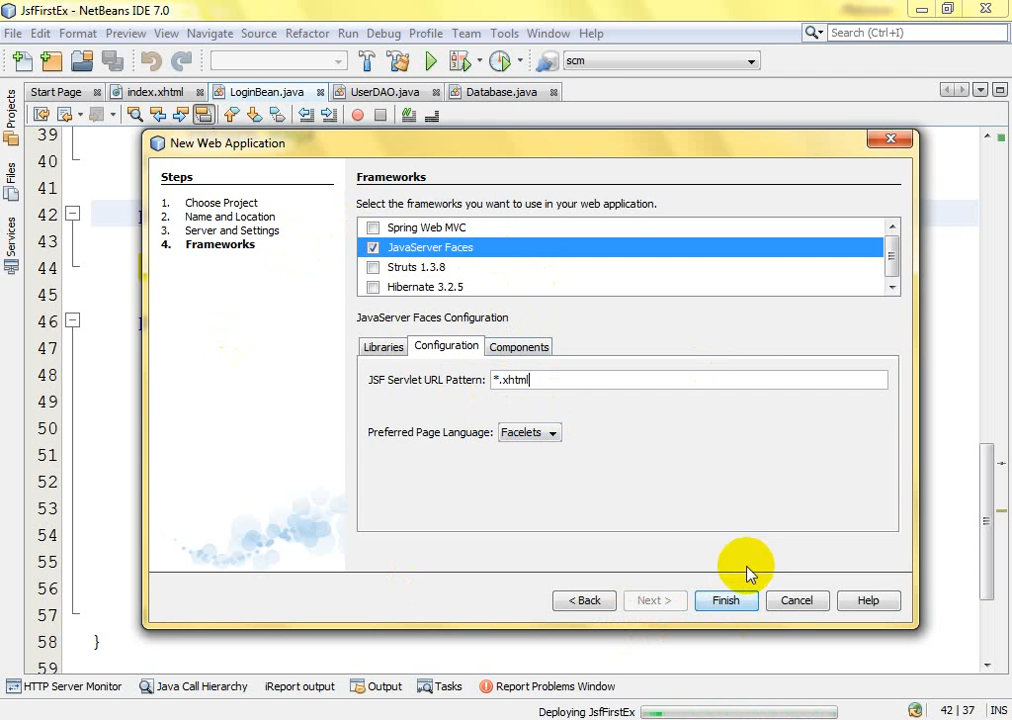 JsfFirstEx - NetBeans IDE 7.0
File Edit Format Preview View Navigate Source Refactor Run Debug Profile Team Tools Window Help
Search (Ctrl+I)
scm
Start Page index.xhtml LoginBean.java UserDAO.java Database.java
Projects
Files
Services
39
40
41
42
43
44
45
46
47
48
49
50
51
52
53
54
55
56
57
58 }
59
New Web Application
Steps
1. Choose Project
2. Name and Location
3. Server and Settings
4. Frameworks
Frameworks
Select the frameworks you want to use in your web application.
Spring Web MVC
JavaServer Faces
Struts 1.3.8
Hibernate 3.2.5
JavaServer Faces Configuration
Libraries Configuration Components
JSF Servlet URL Pattern: *.xhtml
Preferred Page Language: Facelets
< Back Next > Finish Cancel Help
HTTP Server Monitor Java Call Hierarchy iReport output Output Tasks Report Problems Window
Deploying JsfFirstEx 42 | 37 INS